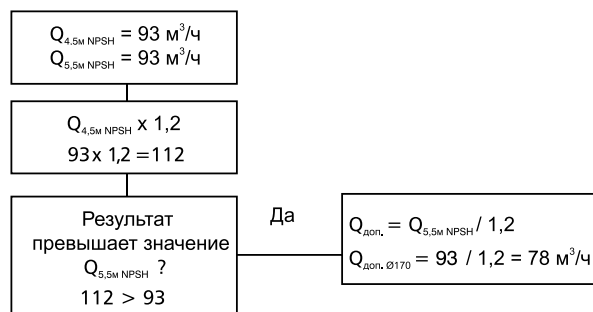 Q4.5м NPSH = 93 м³/ч
Q5,5м NPSH = 93 м³/ч
Q4,5м NPSH x 1,2
93 x 1,2 = 112
Результат
превышает значение
Q5,5м NPSH ?
112 > 93
Да
Qдоп. = Q5,5м NPSH / 1,2
Qдоп. Ø170 = 93 / 1,2 = 78 м³/ч